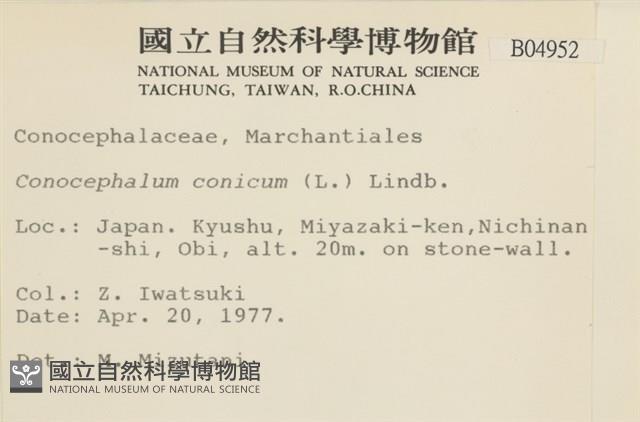 國立自然科學博物館
B04952
NATIONAL MUSEUM OF NATURAL SCIENCE
TAICHUNG, TAIWAN, R.O.CHINA
Conocephalaceae, Marchantiales
Conocephalum conicum (L.) Lindb.
Loc.: Japan. Kyushu, Miyazaki-ken,Nichinan
-shi, Obi, alt. 20m. on stone-wall.
Col.: Z. Iwatsuki
Date: Apr. 20, 1977.
Det.: M. Mizutani
國立自然科學博物館
NATIONAL MUSEUM OF NATURAL SCIENCE